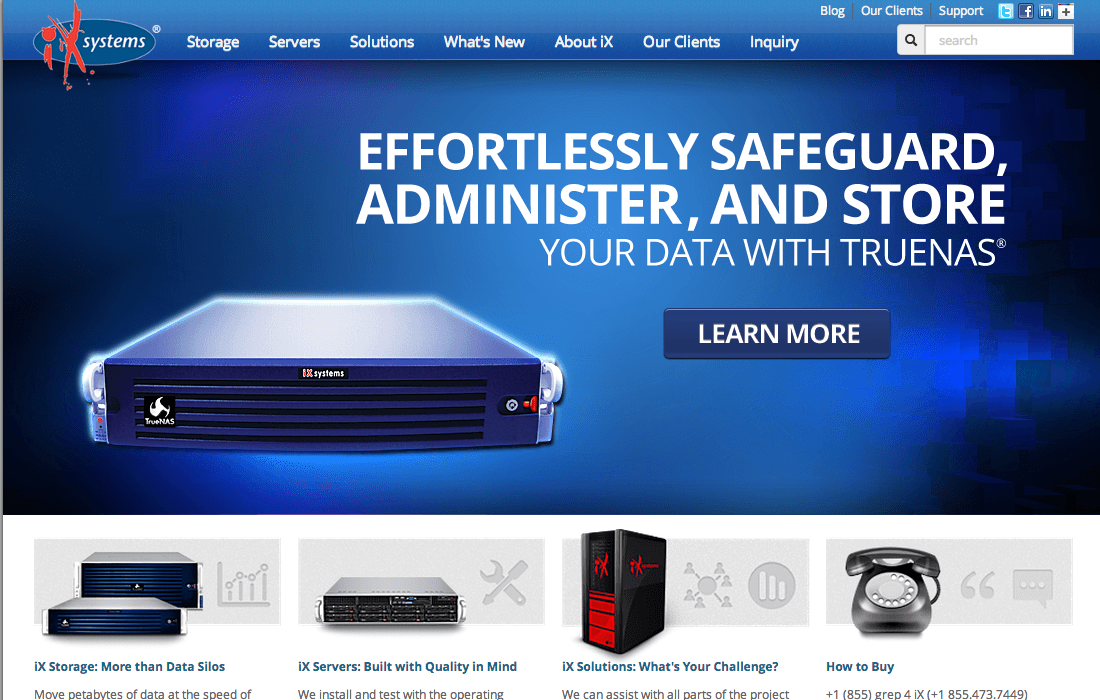 Blog Our Clients Support
iXsystems®
Storage Servers Solutions What's New About iX Our Clients Inquiry
search
EFFORTLESSLY SAFEGUARD,
ADMINISTER, AND STORE
YOUR DATA WITH TRUENAS®
LEARN MORE
iXsystems
TrueNAS
iX Storage: More than Data Silos
Move petabytes of data at the speed of
iX Servers: Built with Quality in Mind
We install and test with the operating
iXsystems
iX Solutions: What's Your Challenge?
We can assist with all parts of the project
How to Buy
+1 (855) grep 4 iX (+1 855.473.7449)